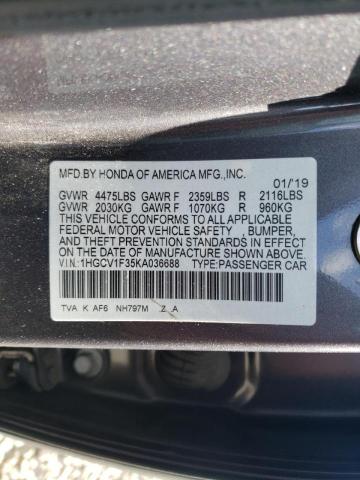 MFD.BY HONDA OF AMERICA MFG.,INC.
01/'19
GVWR 4475LBS GAWR F 2359LBS R 2116LBS
GVWR 2030KG GAWR F 1070KG R 960KG
THIS VEHICLE CONFORMS TO ALL APPLICABLE
FEDERAL MOTOR VEHICLE SAFETY, BUMPER, AND
THEFT PREVENTION STANDARDS IN EFFECT ON THE
DATE OF MANUFACTURE SHOWN ABOVE.
V.I.N.:1HGCV1F35KA036688 TYPE:PASSENGER CAR
TVA K AF6 NH797M Z A